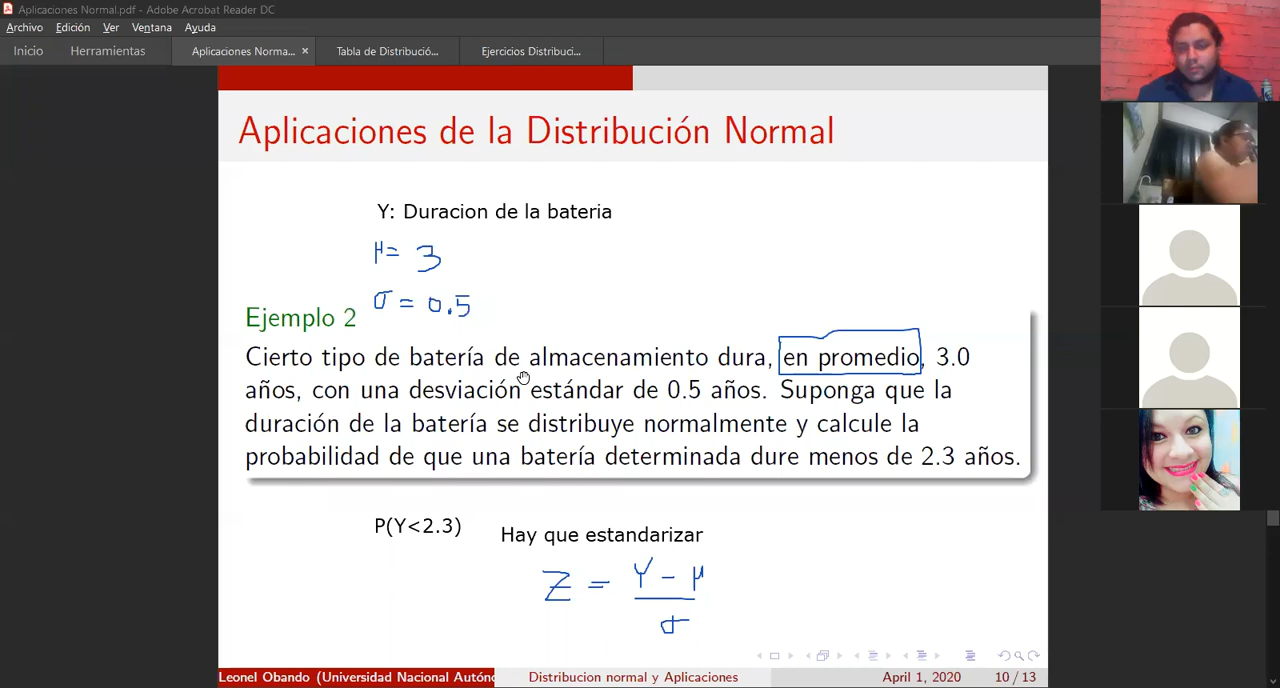 Aplicaciones Normal.pdf - Adobe Acrobat Reader DC
Archivo Edición Ver Ventana Ayuda
Inicio Herramientas Aplicaciones Norma... × Tabla de Distribució... Ejercicios Distribuci...
Aplicaciones de la Distribución Normal
Y: Duracion de la bateria
μ= 3
σ = 0.5
Ejemplo 2
Cierto tipo de batería de almacenamiento dura, en promedio, 3.0
años, con una desviación estándar de 0.5 años. Suponga que la
duración de la batería se distribuye normalmente y calcule la
probabilidad de que una batería determinada dure menos de 2.3 años.
P(Y<2.3)
Hay que estandarizar
Z = Y - μ
σ
Leonel Obando (Universidad Nacional Autónc Distribucion normal y Aplicaciones April 1, 2020 10 / 13